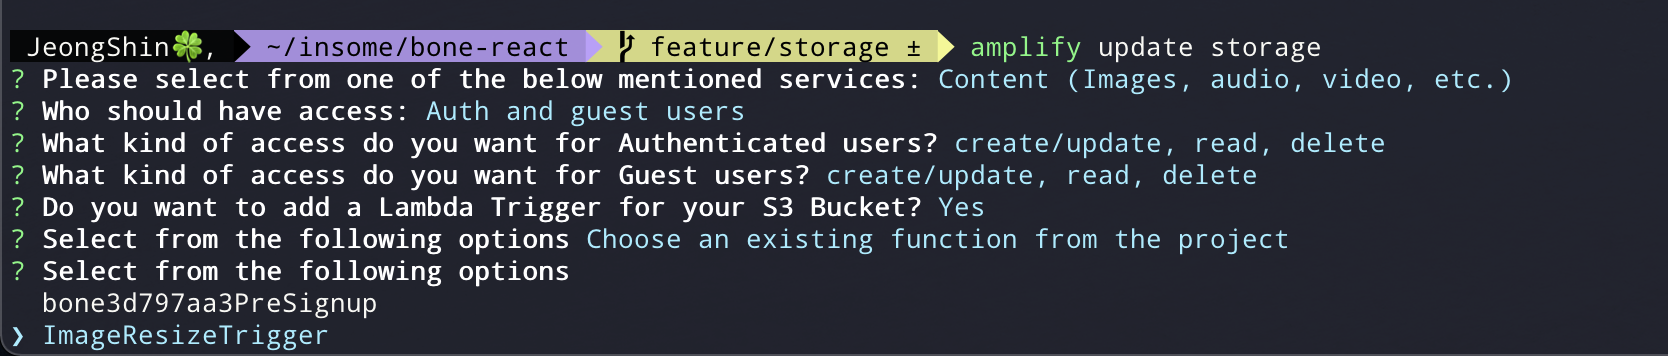 JeongShin🍀, ~/insome/bone-react feature/storage ± amplify update storage
? Please select from one of the below mentioned services: Content (Images, audio, video, etc.)
? Who should have access: Auth and guest users
? What kind of access do you want for Authenticated users? create/update, read, delete
? What kind of access do you want for Guest users? create/update, read, delete
? Do you want to add a Lambda Trigger for your S3 Bucket? Yes
? Select from the following options Choose an existing function from the project
? Select from the following options
bone3d797aa3PreSignup
❯ ImageResizeTrigger